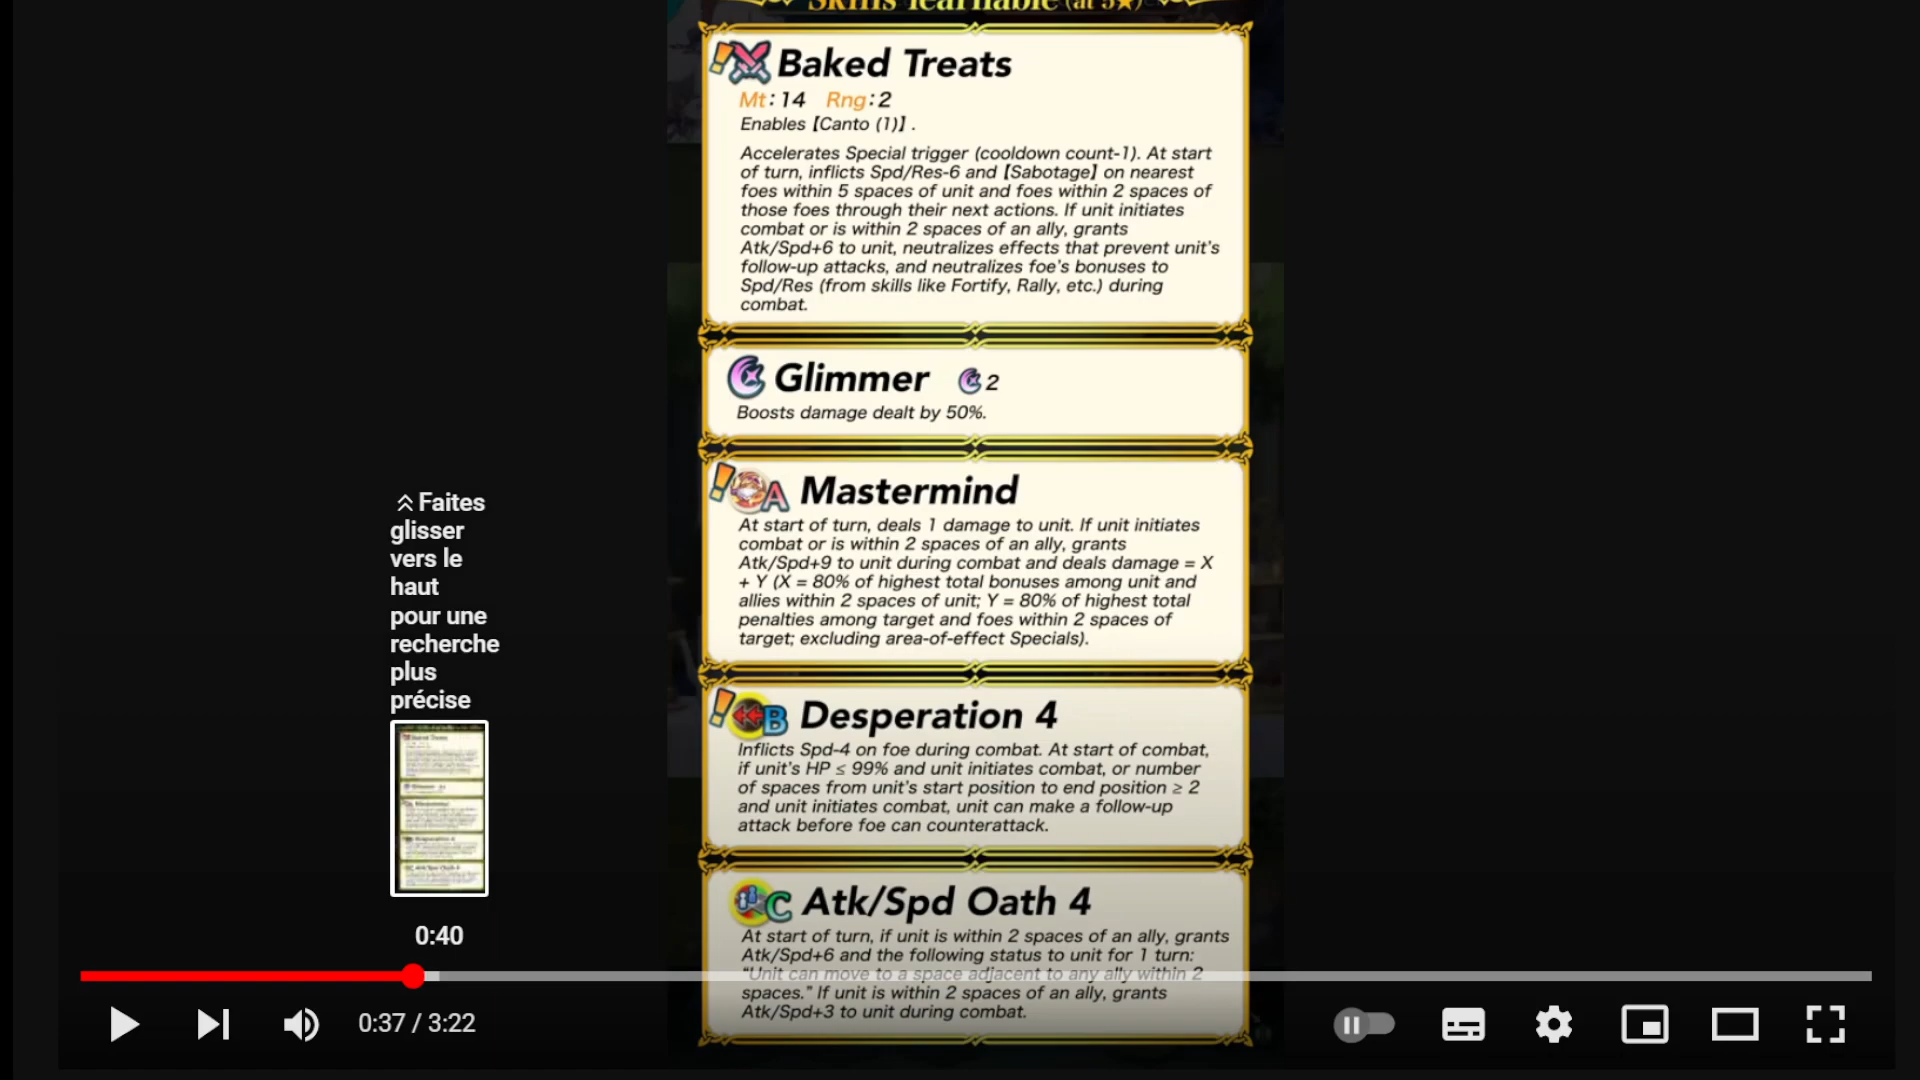 Skills learnable (at 5★)
Baked Treats
Mt:14 Rng:2
Enables【Canto (1)】.
Accelerates Special trigger (cooldown count-1). At start
of turn, inflicts Spd/Res-6 and【Sabotage】on nearest
foes within 5 spaces of unit and foes within 2 spaces of
those foes through their next actions. If unit initiates
combat or is within 2 spaces of an ally, grants
Atk/Spd+6 to unit, neutralizes effects that prevent unit's
follow-up attacks, and neutralizes foe's bonuses to
Spd/Res (from skills like Fortify, Rally, etc.) during
combat.
Glimmer 2
Boosts damage dealt by 50%.
A Mastermind
At start of turn, deals 1 damage to unit. If unit initiates
combat or is within 2 spaces of an ally, grants
Atk/Spd+9 to unit during combat and deals damage = X
+ Y (X = 80% of highest total bonuses among unit and
allies within 2 spaces of unit; Y = 80% of highest total
penalties among target and foes within 2 spaces of
target; excluding area-of-effect Specials).
B Desperation 4
Inflicts Spd-4 on foe during combat. At start of combat,
if unit's HP ≤ 99% and unit initiates combat, or number
of spaces from unit's start position to end position ≥ 2
and unit initiates combat, unit can make a follow-up
attack before foe can counterattack.
C Atk/Spd Oath 4
At start of turn, if unit is within 2 spaces of an ally, grants
Atk/Spd+6 and the following status to unit for 1 turn:
"Unit can move to a space adjacent to any ally within 2
spaces." If unit is within 2 spaces of an ally, grants
Atk/Spd+3 to unit during combat.
Faites
glisser
vers le
haut
pour une
recherche
plus
précise
0:40
0:37 / 3:22